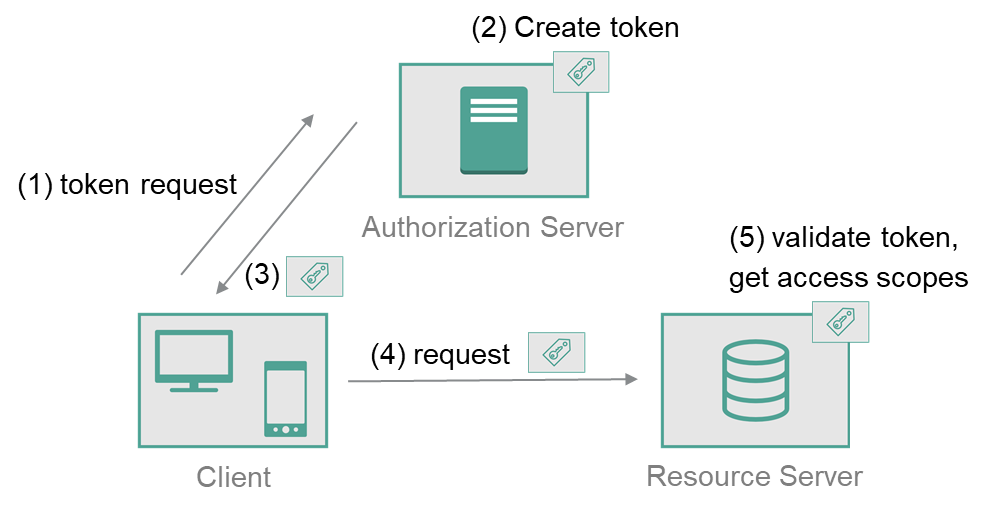 (2) Create token
(1) token request
Authorization Server
(5) validate token,
get access scopes
(3)
(4) request
Client
Resource Server